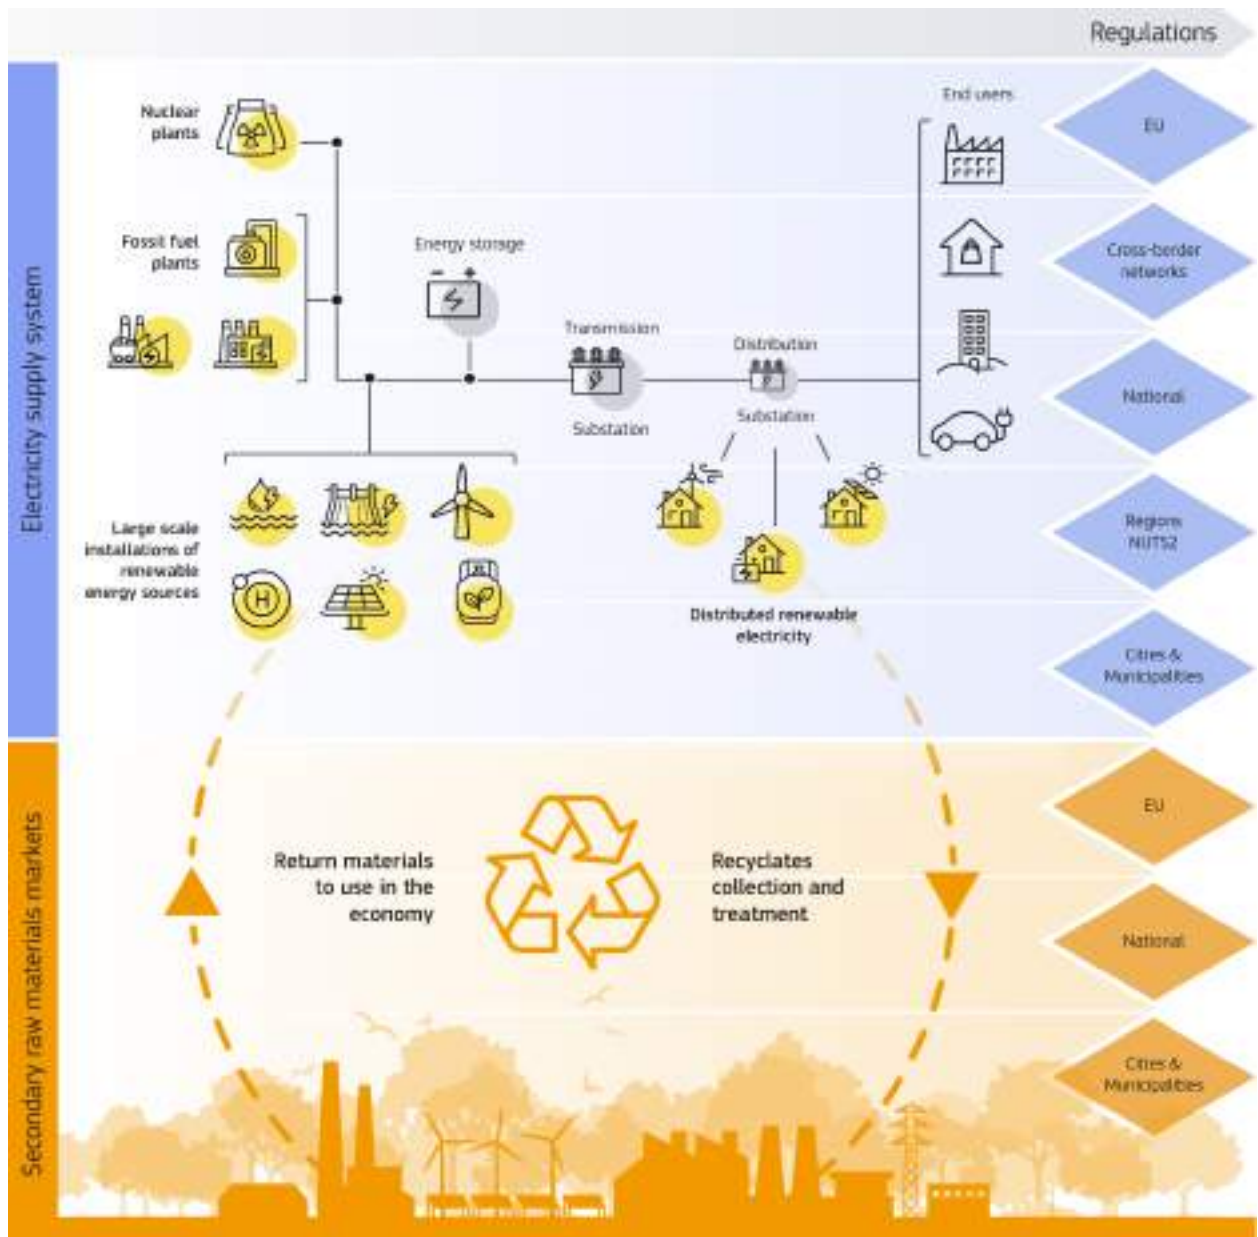 Regulations
Electricity supply system
Nuclear
plants
Fossil fuel
plants
Energy storage
Transmission
Substation
Distribution
Substation
End users
Large scale
installations of
renewable
energy sources
H
Distributed renewable
electricity
EU
Cross-border
networks
National
Regions
NUTS2
Cities &
Municipalities
Secondary raw materials markets
Return materials
to use in the
economy
Recyclates
collection and
treatment
EU
National
Cities &
Municipalities